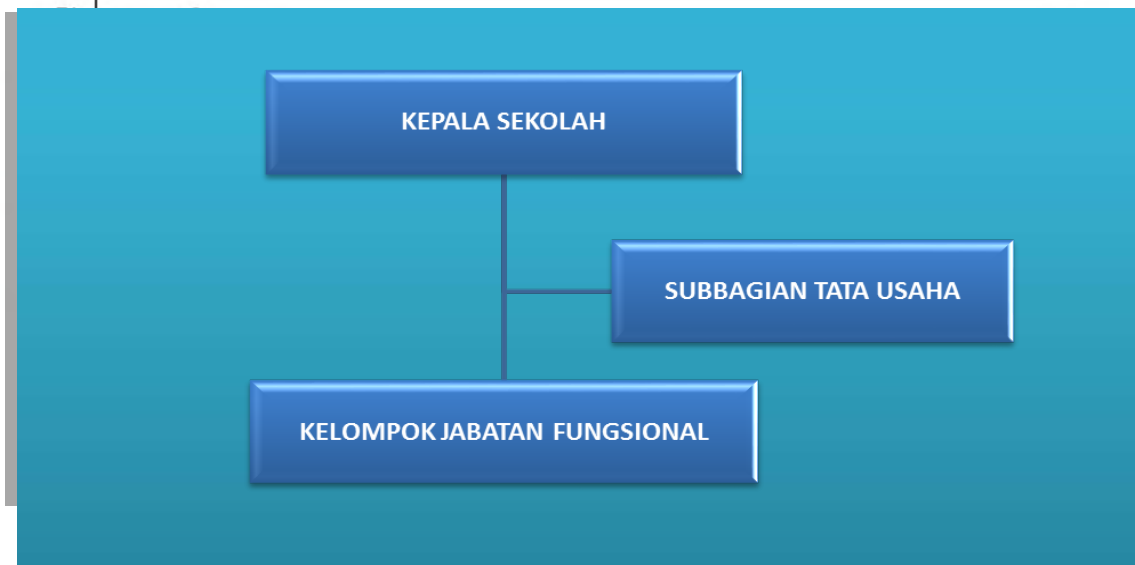 KEPALA SEKOLAH
SUBBAGIAN TATA USAHA
KELOMPOK JABATAN FUNGSIONAL